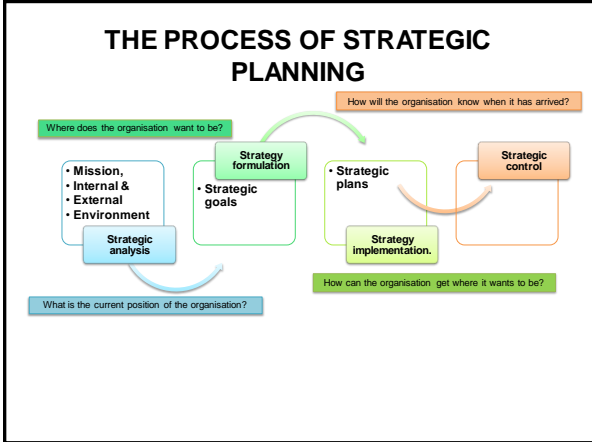 THE PROCESS OF STRATEGIC
PLANNING
How will the organisation know when it has arrived?
Where does the organisation want to be?
• Mission,
• Internal &
• External
• Environment
Strategic
analysis
Strategy
formulation
• Strategic
goals
• Strategic
plans
Strategy
implementation.
Strategic
control
How can the organisation get where it wants to be?
What is the current position of the organisation?